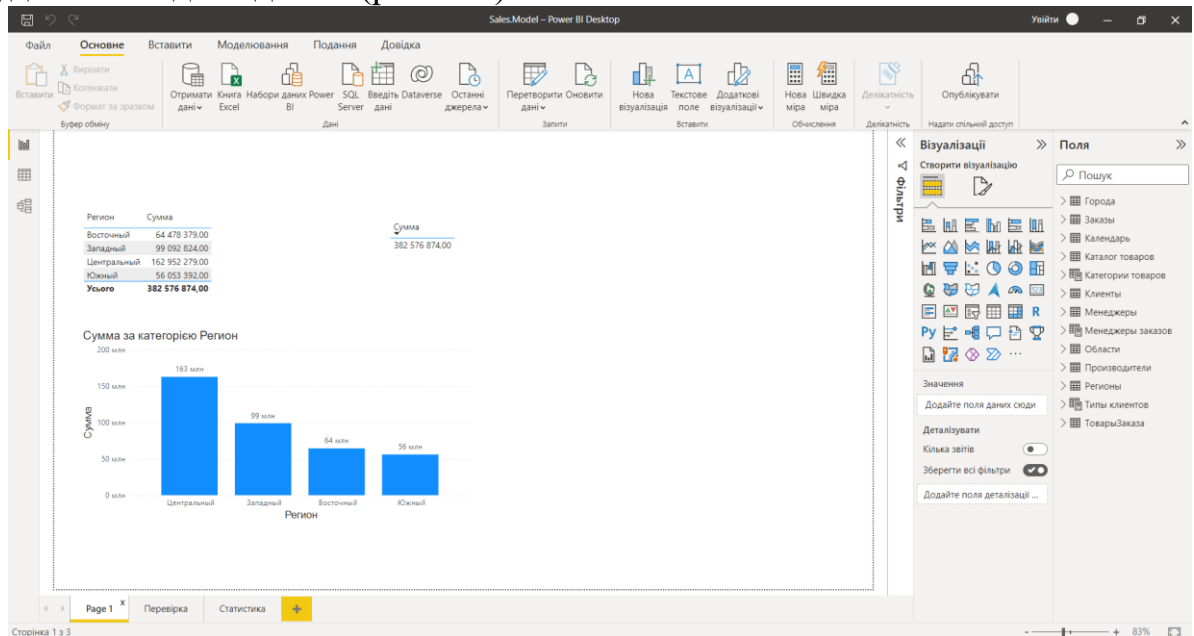 Sales.Model – Power BI Desktop
Увійти
Файл Основне Вставити Моделювання Подання Довідка
Вставити
Вирізати
Копіювати
Формат за зразком
Отримати дані
Книга Excel
Набори даних Power BI
SQL Server
Введіть дані
Dataverse
Останні джерела
Перетворити дані
Оновити
Нова візуалізація
Текстове поле
Додаткові візуалізації
Нова міра
Швидка міра
Делікатність
Опублікувати
Буфер обміну
Дані
Запити
Вставити
Обчислення
Делікатність
Надати спільний доступ
Регион Сумма
Восточный 64 478 379,00
Западный 99 092 824,00
Центральный 162 952 279,00
Южный 56 053 392,00
Усього 382 576 874,00
Сумма
382 576 874,00
Сумма за категорією Регион
200 млн
150 млн
100 млн
50 млн
0 млн
Сумма
163 млн
99 млн
64 млн
56 млн
Центральный Западный Восточный Южный
Регион
Фільтри
Візуалізації
Створити візуалізацію
R
Py
123
Значення
Додайте поля даних сюди
Деталізувати
Кілька звітів
Зберегти всі фільтри
Додайте поля деталізації ...
Поля
Пошук
Города
Заказы
Календарь
Каталог товаров
Категории товаров
Клиенты
Менеджеры
Менеджеры заказов
Области
Производители
Регионы
Типы клиентов
ТоварыЗаказа
Page 1 x Перевірка Статистика +
Сторінка 1 з 3
- + 83%